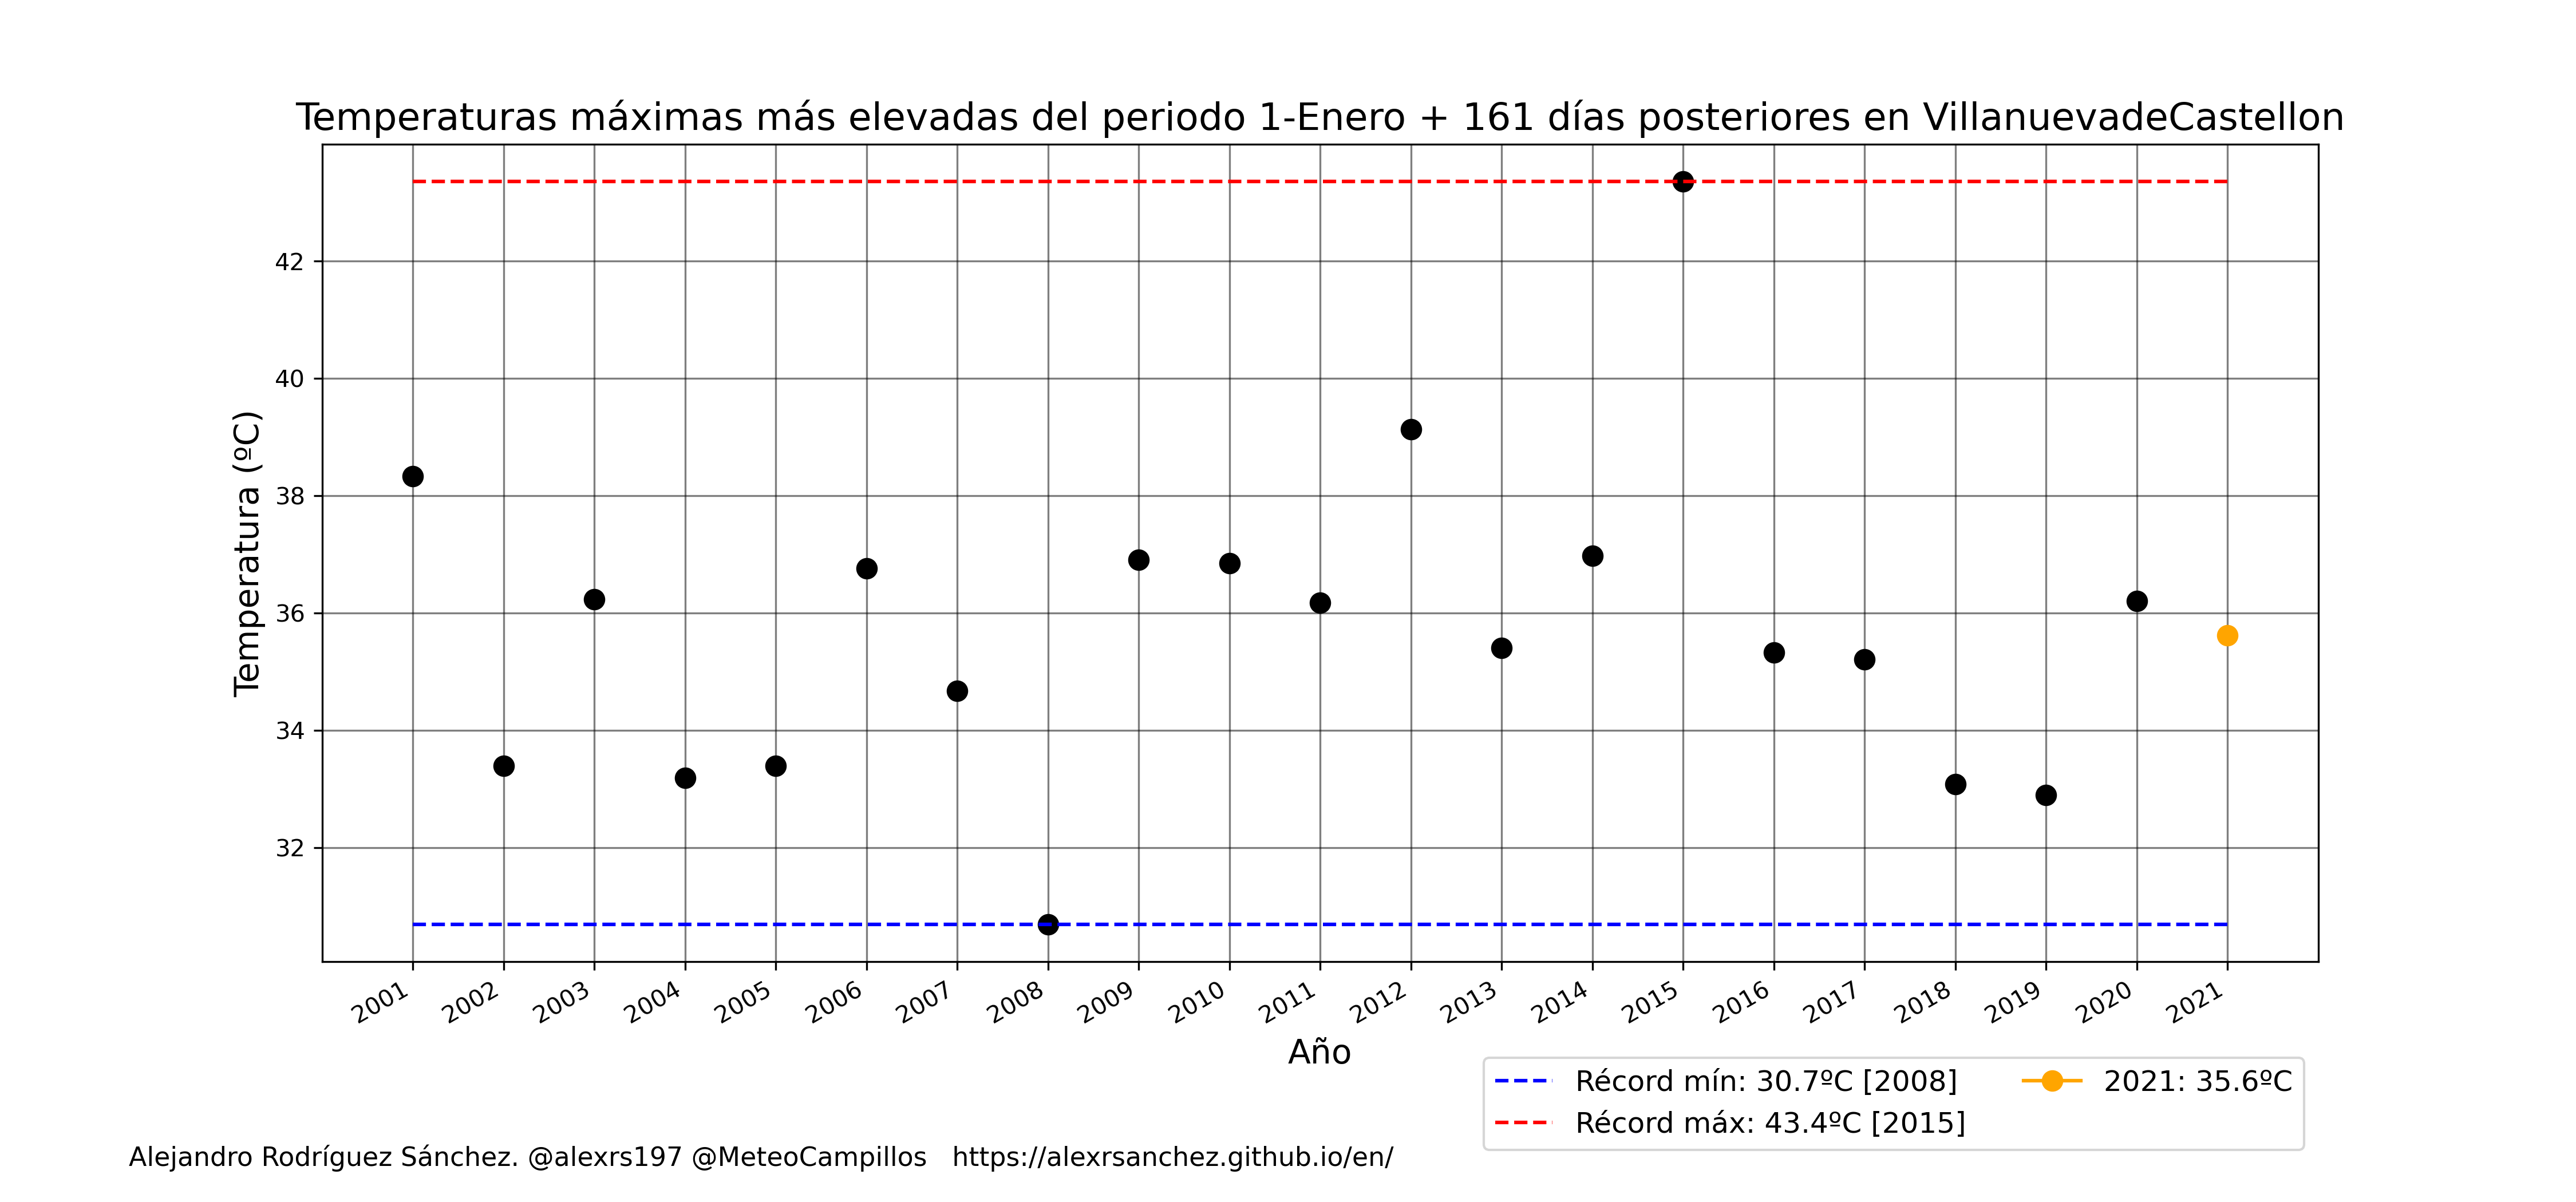 Temperaturas máximas más elevadas del periodo 1-Enero + 161 días posteriores en VillanuevadeCastellon
Temperatura (ºC)
42
40
38
36
34
32
2001 2002 2003 2004 2005 2006 2007 2008 2009 2010 2011 2012 2013 2014 2015 2016 2017 2018 2019 2020 2021
Año
Récord mín: 30.7ºC [2008]
Récord máx: 43.4ºC [2015]
2021: 35.6ºC
Alejandro Rodríguez Sánchez. @alexrs197 @MeteoCampillos https://alexrsanchez.github.io/en/